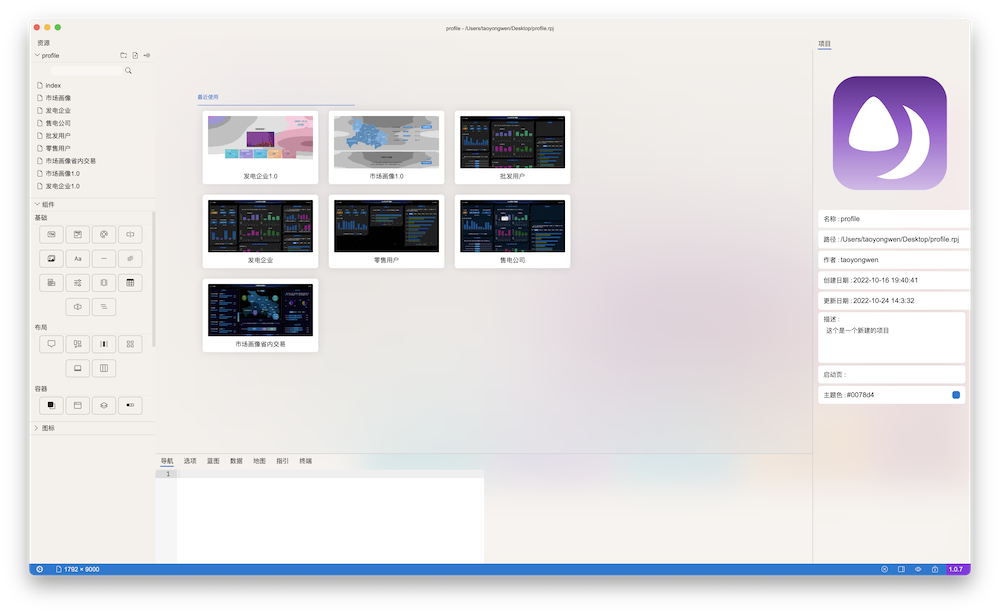 profile - /Users/taoyongwen/Desktop/profile.rpj
资源
profile
index
市场画像
发电企业
售电公司
批发用户
零售用户
市场画像省内交易
市场画像1.0
发电企业1.0
组件
基础
Aa
布局
容器
图标
最近使用
发电企业1.0
市场画像1.0
批发用户
发电企业
零售用户
售电公司
市场画像省内交易
导航 选项 蓝图 数据 地图 指引 终端
1
项目
名称 : profile
路径 : /Users/taoyongwen/Desktop/profile.rpj
作者 : taoyongwen
创建日期 : 2022-10-16 19:40:41
更新日期 : 2022-10-24 14:3:32
描述 :
这个是一个新建的项目
启动页 :
主题色 : #0078d4
1792 × 9000
1.0.7